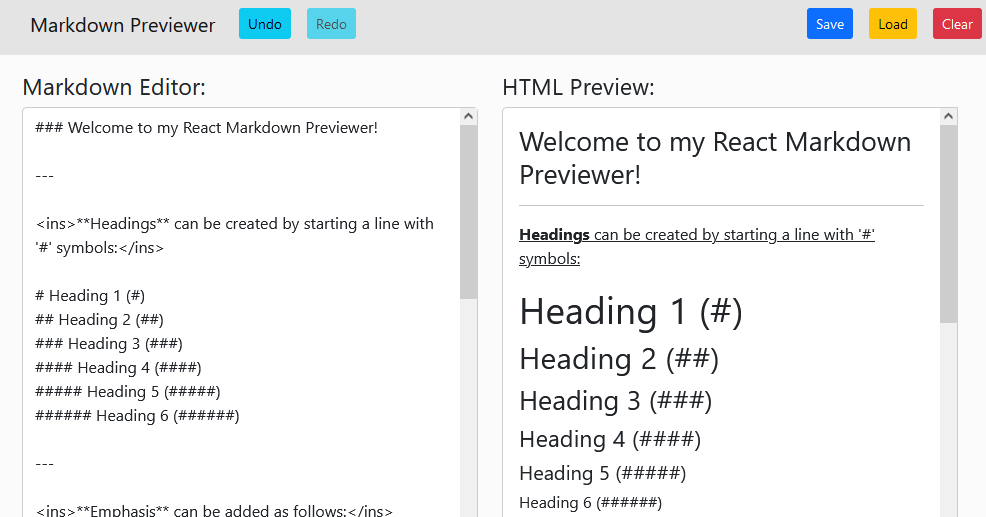 Markdown Previewer Undo Redo Save Load Clear
Markdown Editor:
### Welcome to my React Markdown Previewer!
---
<ins>**Headings** can be created by starting a line with
'#' symbols:</ins>
# Heading 1 (#)
## Heading 2 (##)
### Heading 3 (###)
#### Heading 4 (####)
##### Heading 5 (#####)
###### Heading 6 (######)
---
<ins>**Emphasis** can be added as follows:</ins>
HTML Preview:
Welcome to my React Markdown
Previewer!
Headings can be created by starting a line with '#'
symbols:
Heading 1 (#)
Heading 2 (##)
Heading 3 (###)
Heading 4 (####)
Heading 5 (#####)
Heading 6 (######)